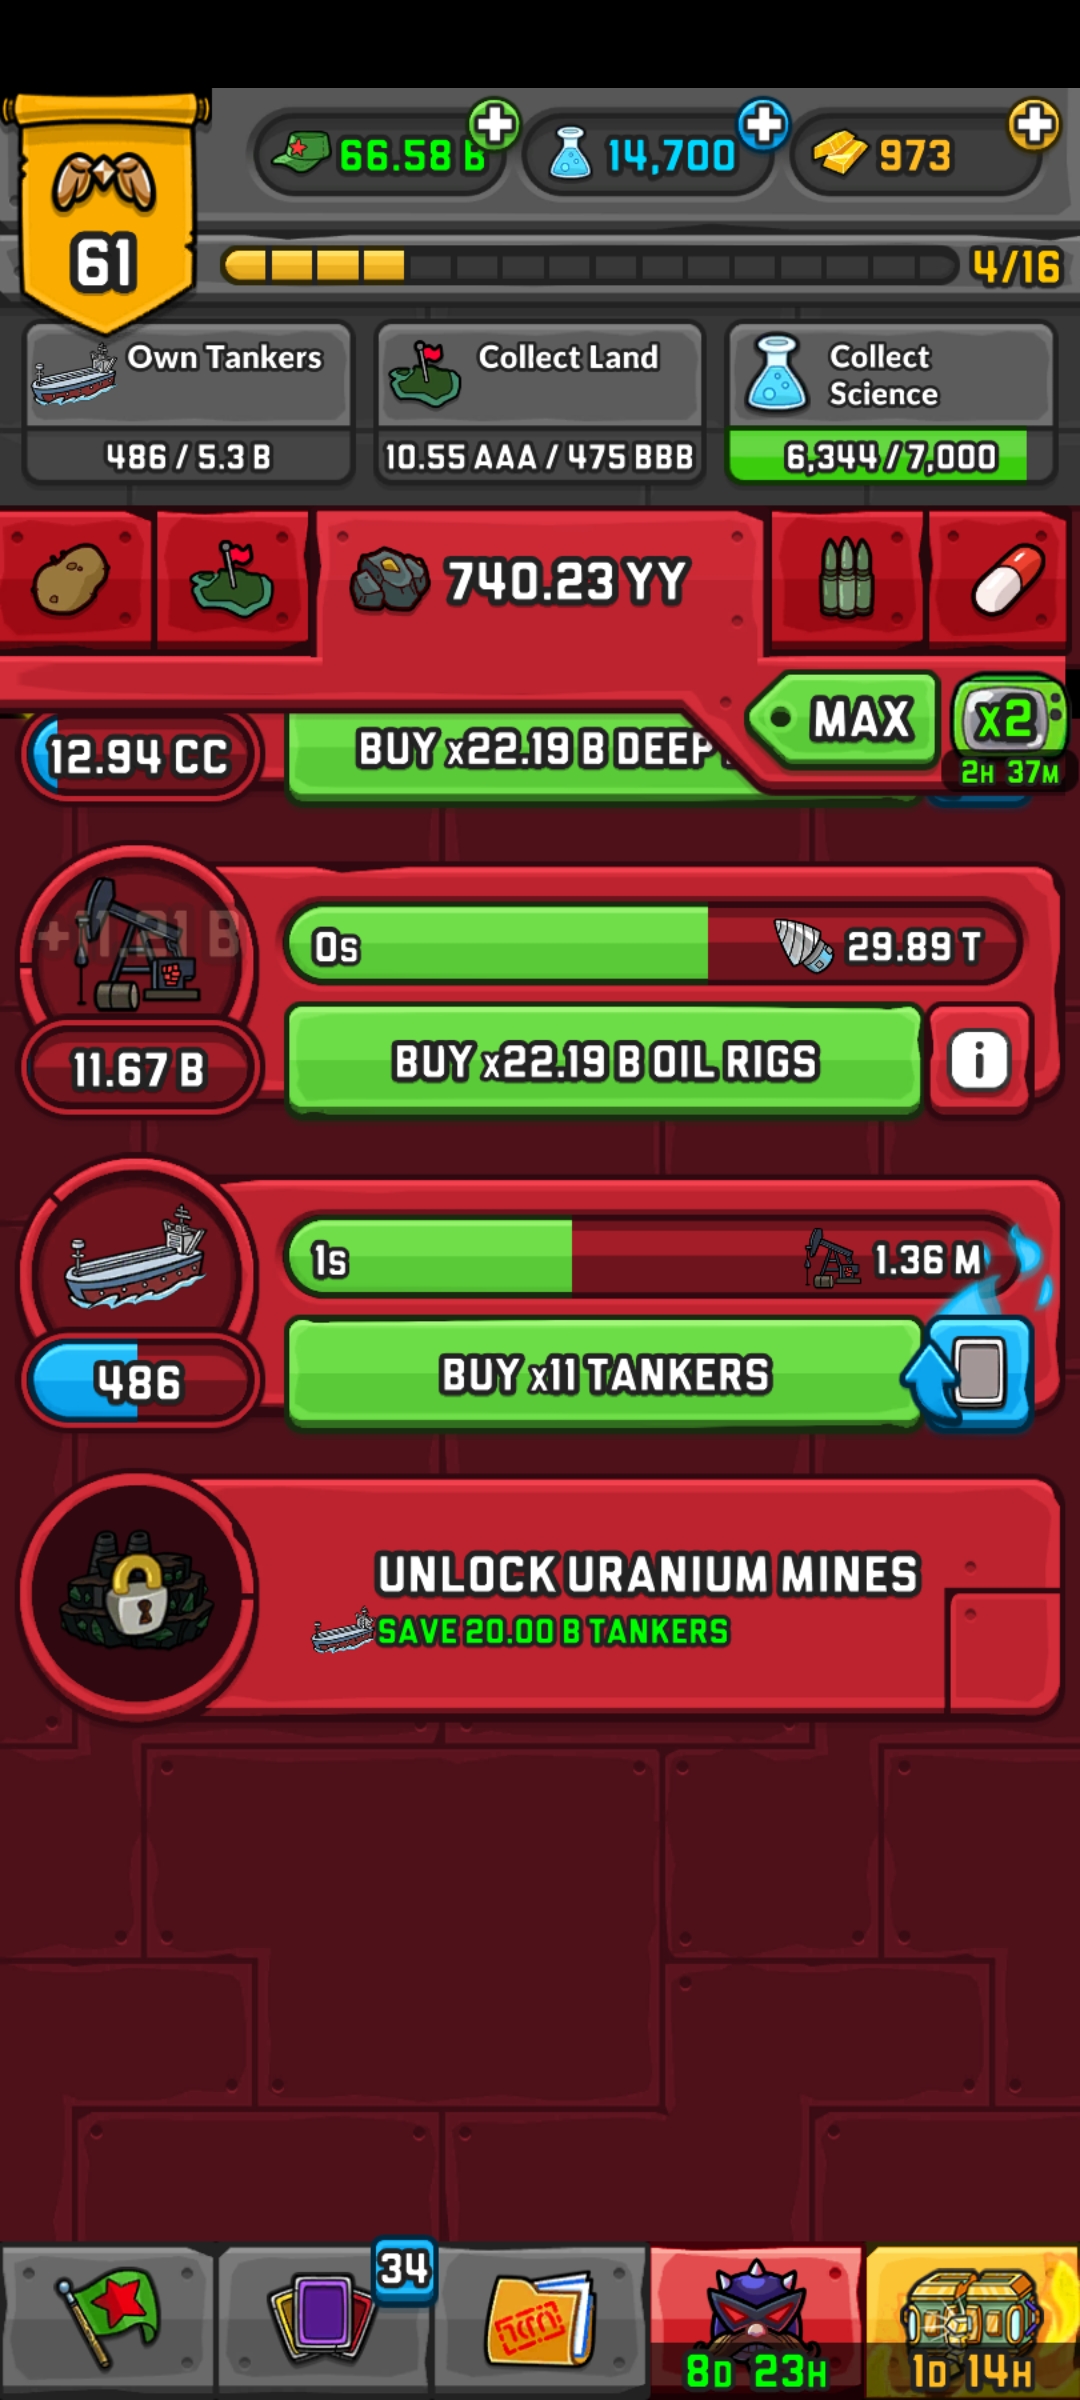 66.58 B
14,700
973
61
4/16
Own Tankers
486 / 5.3 B
Collect Land
10.55 AAA / 475 BBB
Collect
Science
6,344 / 7,000
740.23 YY
MAX
x2
2H 37M
12.94 CC
BUY x22.19 B DEEP
+11.21 B
0s
29.89 T
11.67 B
BUY x22.19 B OIL RIGS
i
1s
1.36 M
486
BUY x11 TANKERS
UNLOCK URANIUM MINES
SAVE 20.00 B TANKERS
34
8D 23H
1D 14H